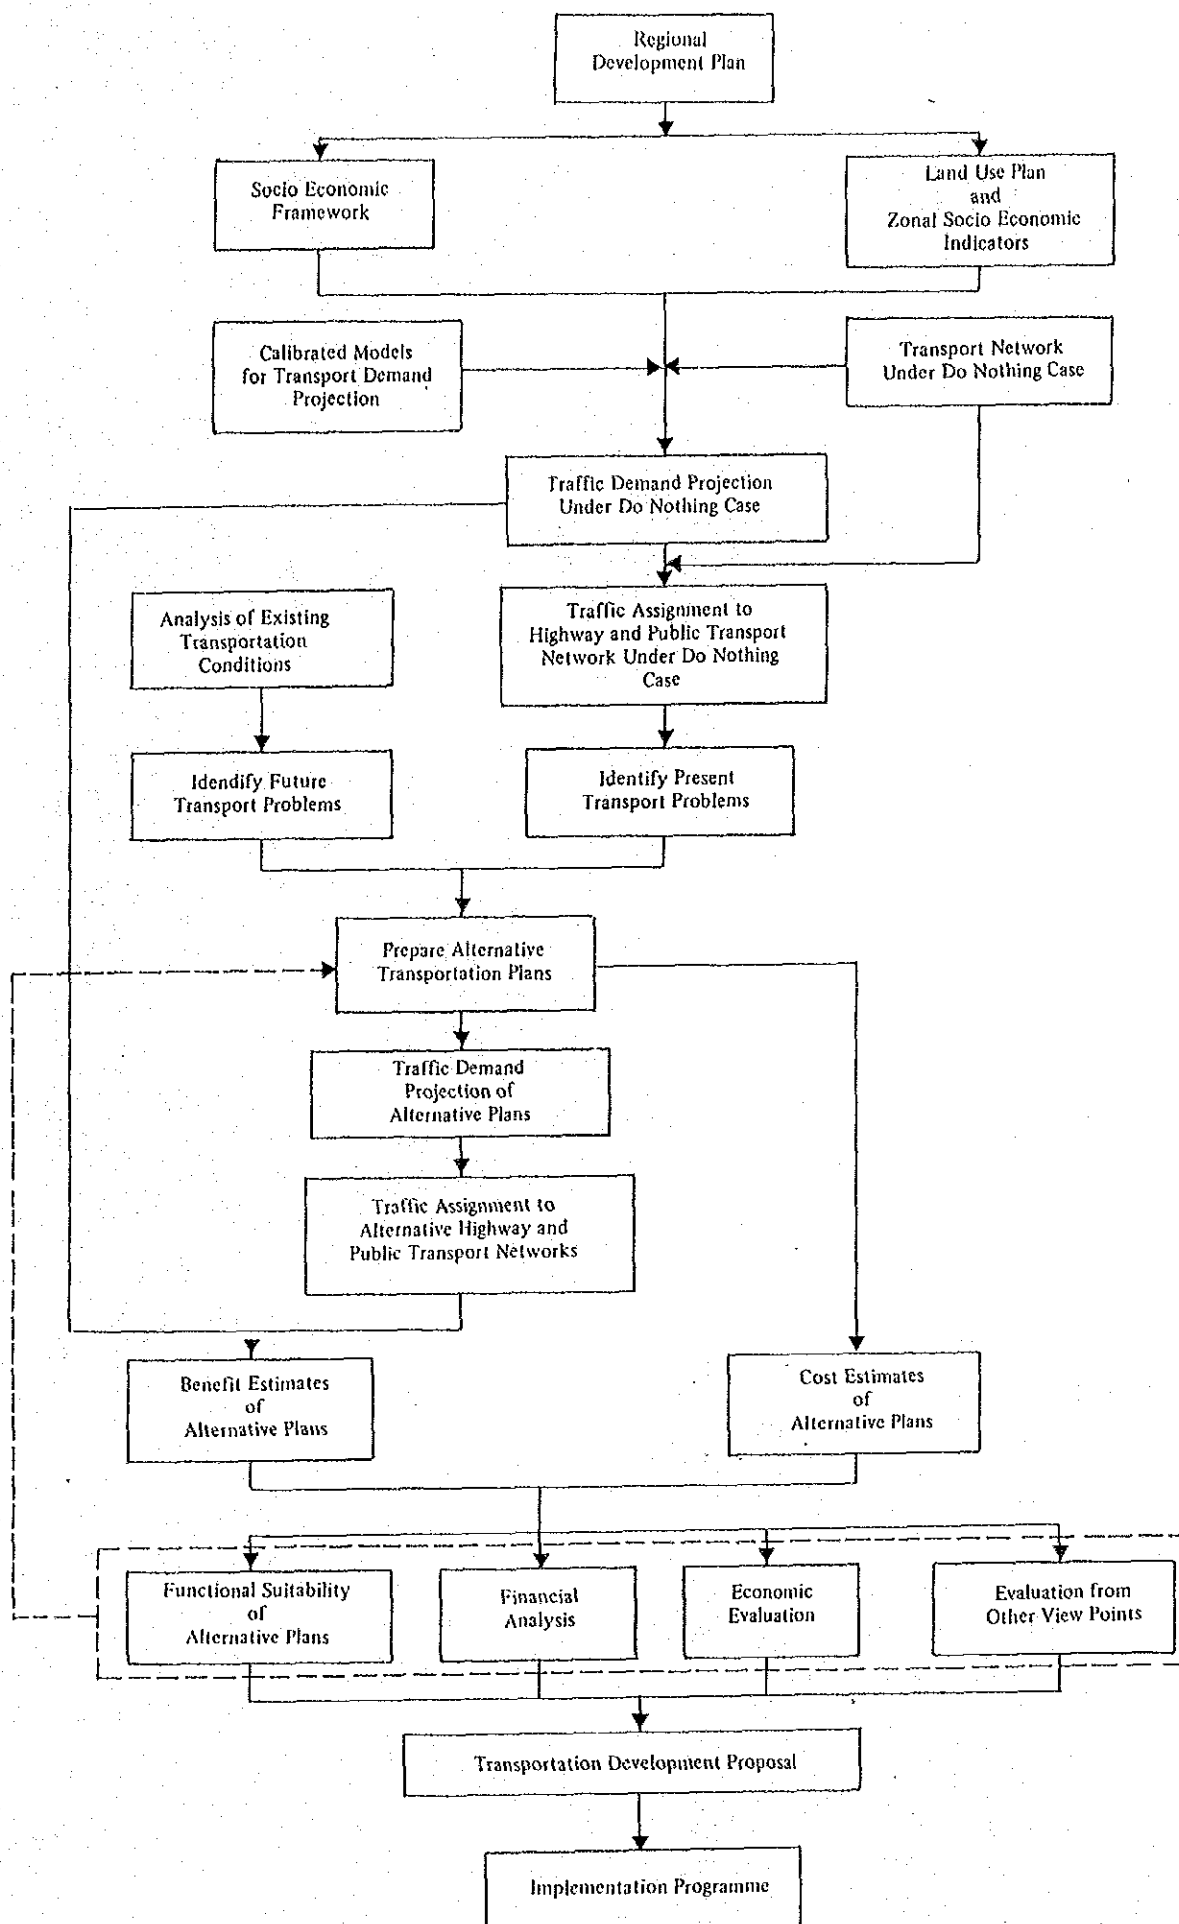 Regional
Development Plan
Socio Economic
Framework
Land Use Plan
and
Zonal Socio Economic
Indicators
Calibrated Models
for Transport Demand
Projection
Transport Network
Under Do Nothing Case
Traffic Demand Projection
Under Do Nothing Case
Analysis of Existing
Transportation
Conditions
Traffic Assignment to
Highway and Public Transport
Network Under Do Nothing
Case
Idendify Future
Transport Problems
Identify Present
Transport Problems
Prepare Alternative
Transportation Plans
Traffic Demand
Projection of
Alternative Plans
Traffic Assignment to
Alternative Highway and
Public Transport Networks
Benefit Estimates
of
Alternative Plans
Cost Estimates
of
Alternative Plans
Functional Suitability
of
Alternative Plans
Financial
Analysis
Economic
Evaluation
Evaluation from
Other View Points
Transportation Development Proposal
Implementation Programme